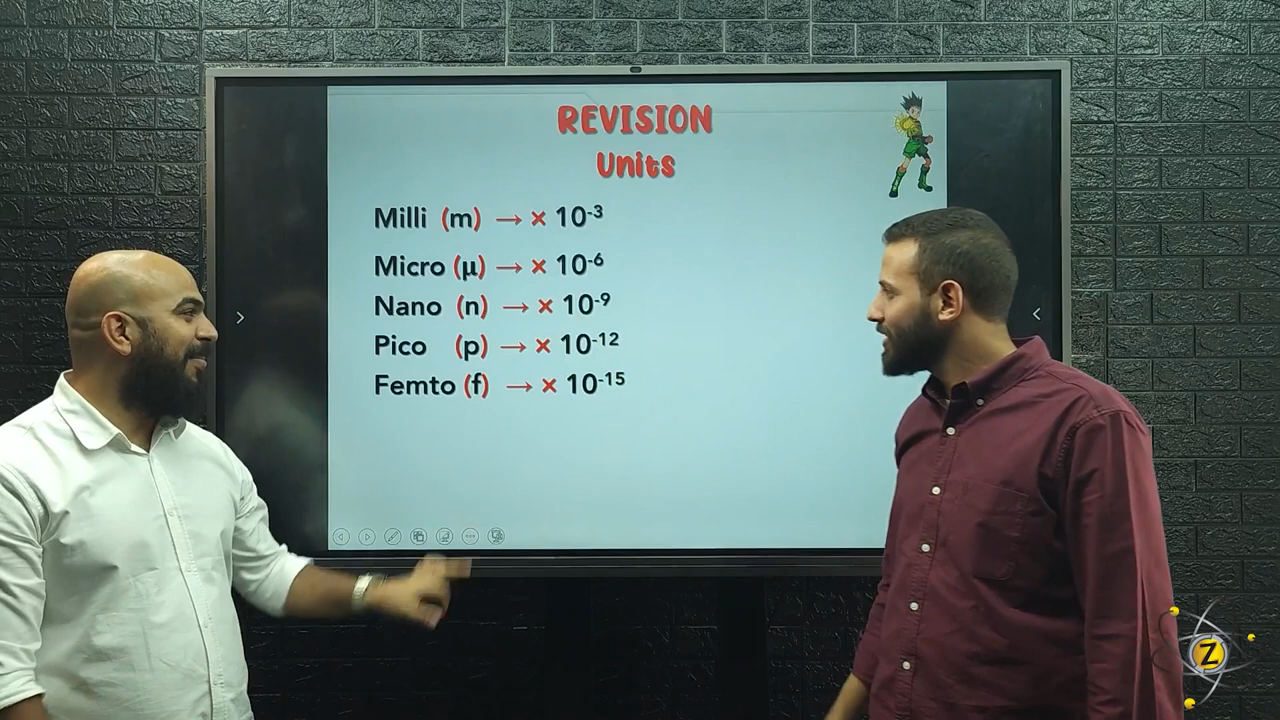 REVISION
Units
Milli (m) → × 10⁻³
Micro (μ) → × 10⁻⁶
Nano (n) → × 10⁻⁹
Pico (p) → × 10⁻¹²
Femto (f) → × 10⁻¹⁵
Z